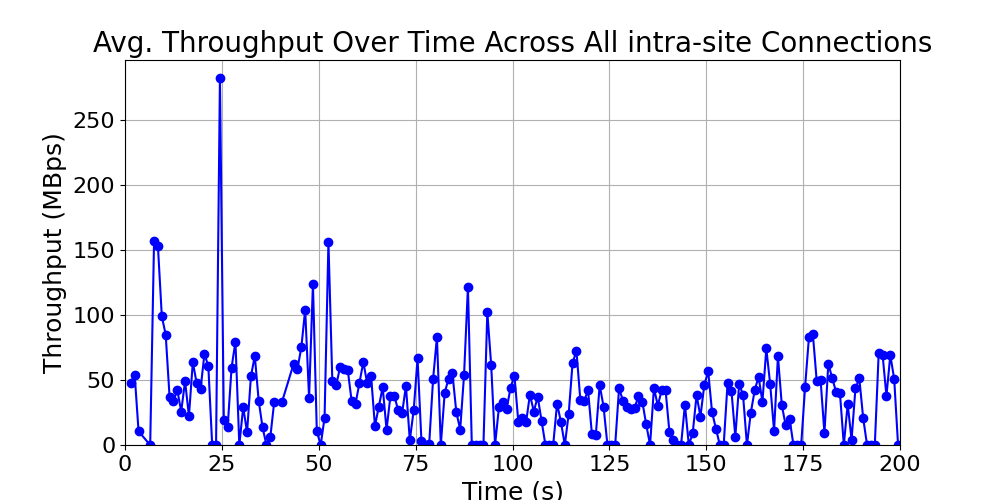 Avg. Throughput Over Time Across All intra-site Connections
Throughput (MBps)
250
200
150
100
50
0
0 25 50 75 100 125 150 175 200
Time (s)